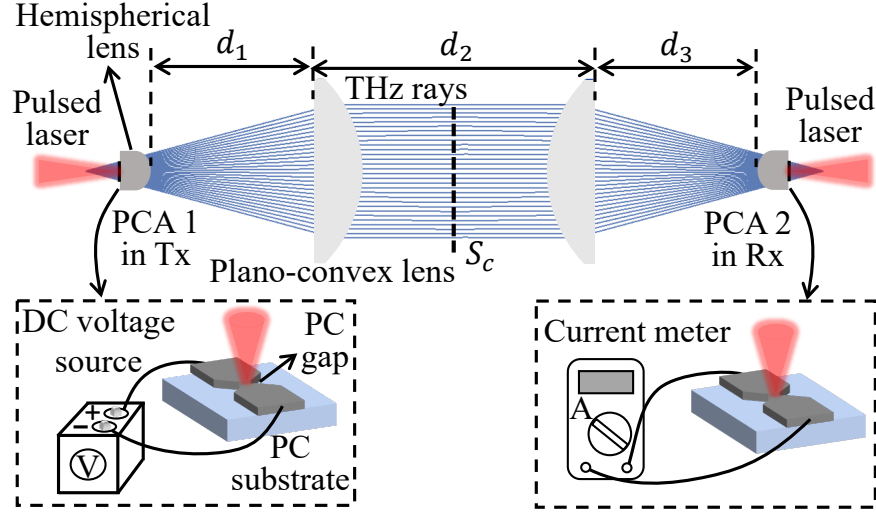 Hemispherical
lens
d₁
d₂
d₃
Pulsed
laser
THz rays
Pulsed
laser
PCA 1
in Tx
PCA 2
in Rx
S_c
Plano-convex lens
DC voltage
source
PC
gap
+
−
V
PC
substrate
Current meter
A